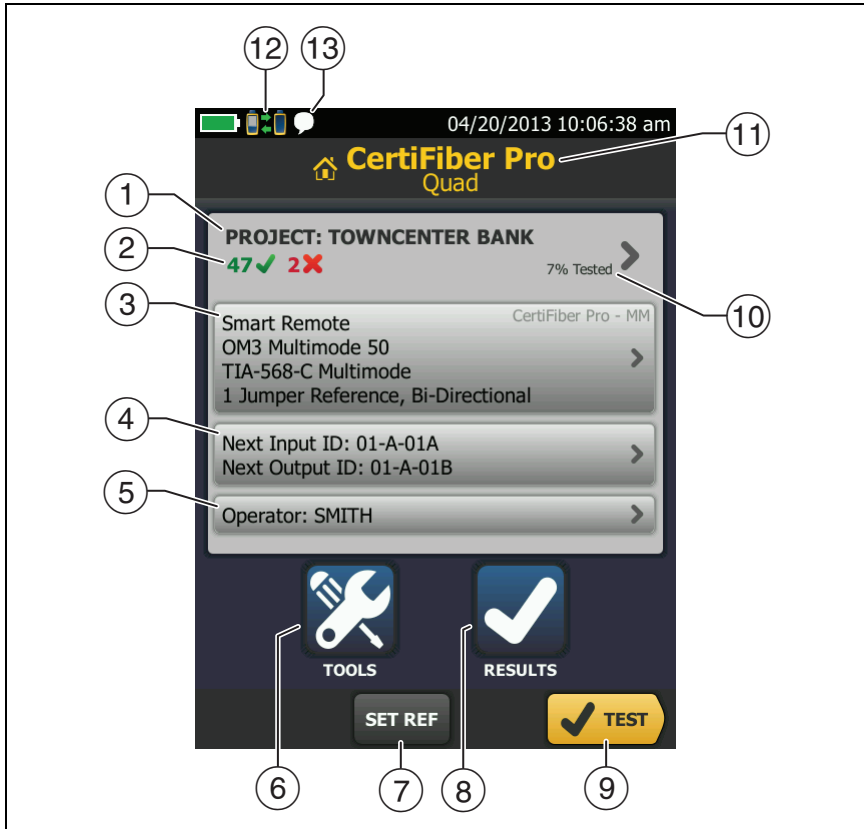 12 13
04/20/2013 10:06:38 am
CertiFiber Pro
11
Quad
1
PROJECT: TOWNCENTER BANK
2
47 2
7% Tested
3
10
Smart Remote
CertiFiber Pro - MM
OM3 Multimode 50
TIA-568-C Multimode
1 Jumper Reference, Bi-Directional
4
Next Input ID: 01-A-01A
Next Output ID: 01-A-01B
5
Operator: SMITH
TOOLS RESULTS
SET REF TEST
6 7 8 9